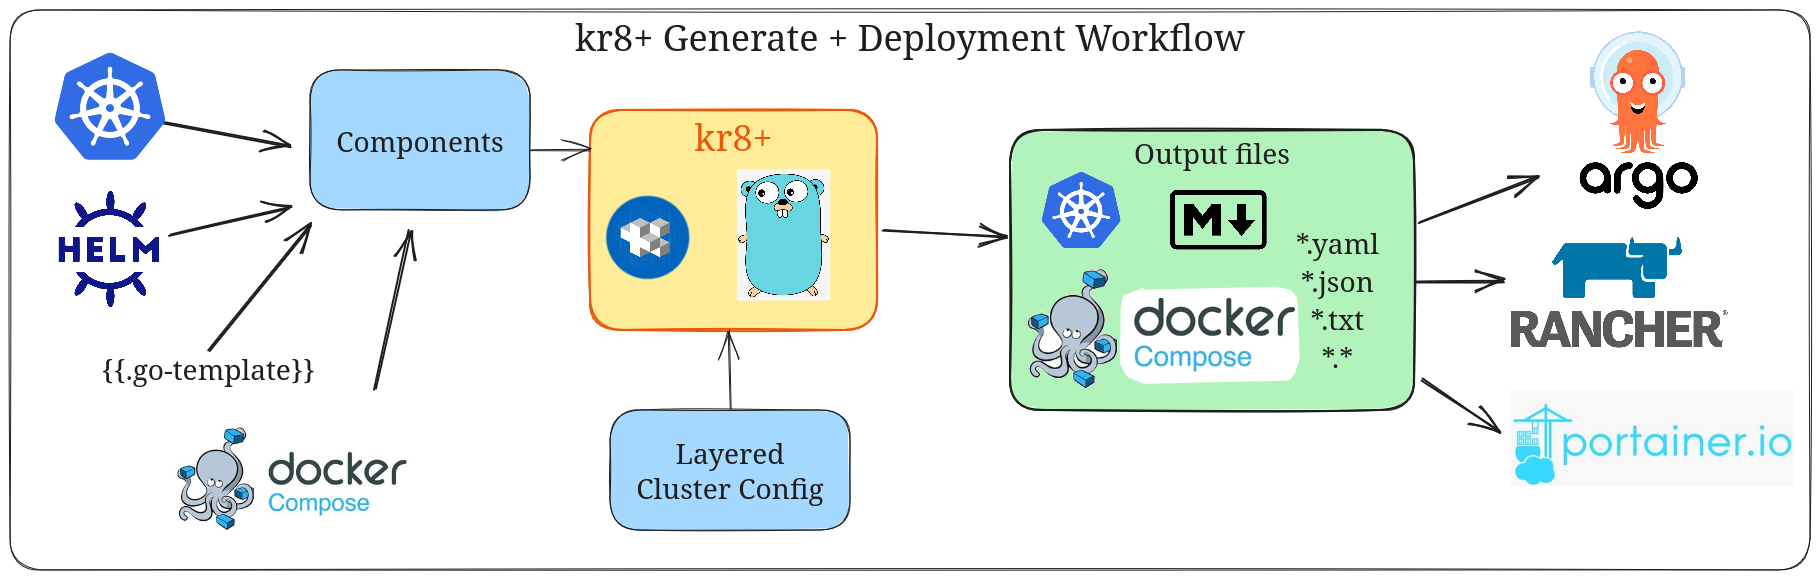 kr8+ Generate + Deployment Workflow
Components
HELM
{{.go-template}}
docker
Compose
kr8+
Layered
Cluster Config
Output files
M
*.yaml
*.json
*.txt
*.*
docker
Compose
argo
RANCHER®
portainer.io